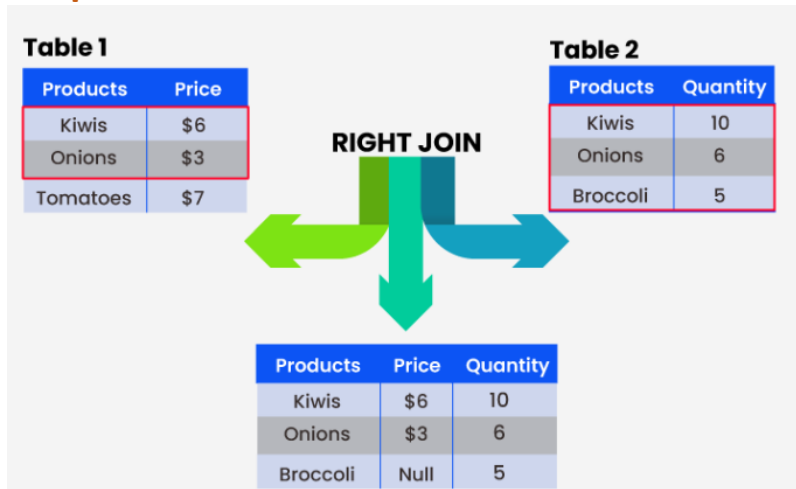 Table 1
Products Price
Kiwis $6
Onions $3
Tomatoes $7
RIGHT JOIN
Table 2
Products Quantity
Kiwis 10
Onions 6
Broccoli 5
Products Price Quantity
Kiwis $6 10
Onions $3 6
Broccoli Null 5